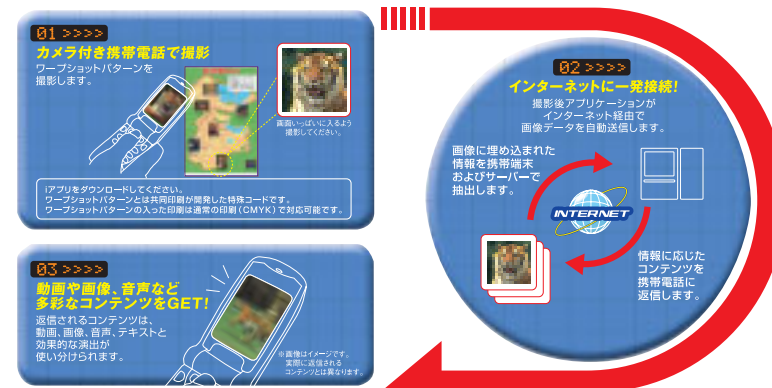 01 >>>>
カメラ付き携帯電話で撮影
ワープショットパターンを
撮影します。
画面いっぱいに入るよう
撮影してください。
iアプリをダウンロードしてください。
ワープショットパターンとは共同印刷が開発した特殊コードです。
ワープショットパターンの入った印刷は通常の印刷(CMYK)で対応可能です。
02 >>>>
インターネットに一発接続!
撮影後アプリケーションが
インターネット経由で
画像データを自動送信します。
画像に埋め込まれた
情報を携帯端末
およびサーバーで
抽出します。
INTERNET
情報に応じた
コンテンツを
携帯電話に
返信します。
03 >>>>
動画や画像、音声など
多彩なコンテンツをGET!
返信されるコンテンツは、
動画、画像、音声、テキストと
効果的な演出が
使い分けられます。
※画像はイメージです。
実際に返信される
コンテンツとは異なります。